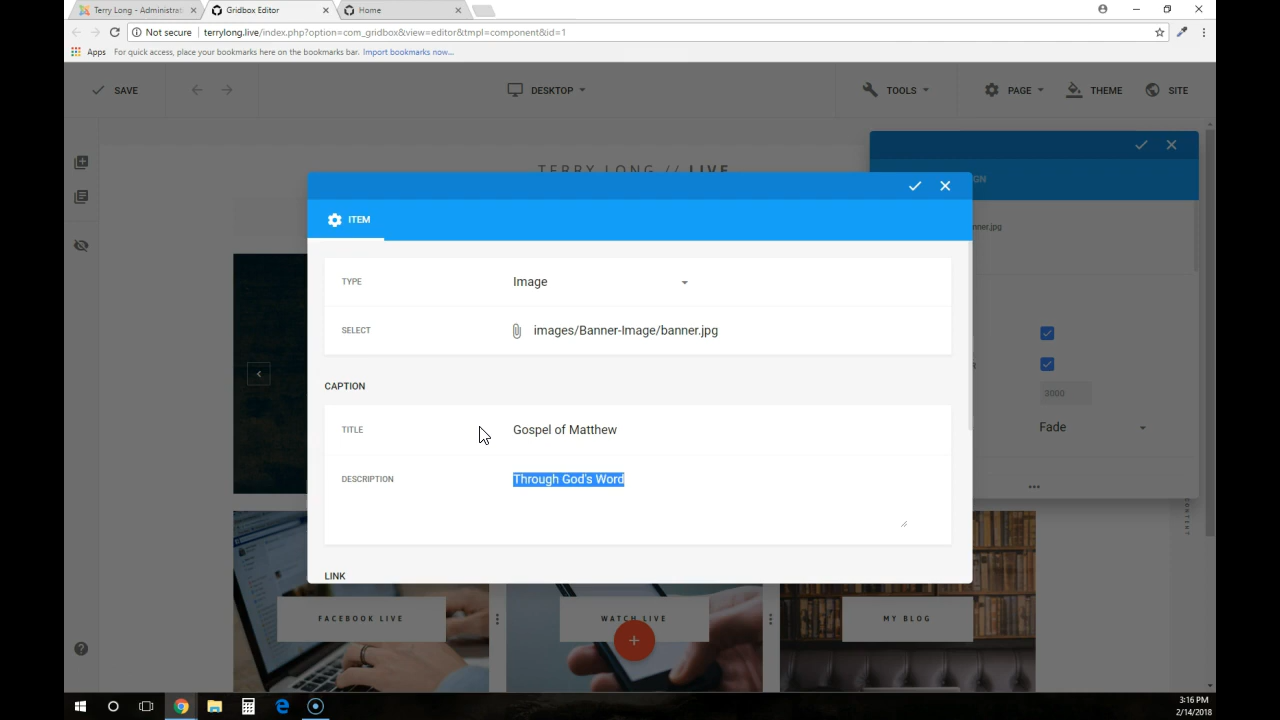 Terry Long - Administrat
Gridbox Editor
Home
Not secure
terrylong.live/index.php?option=com_gridbox&view=editor&tmpl=component&id=1
Apps
For quick access, place your bookmarks here on the bookmarks bar.
Import bookmarks now...
SAVE
DESKTOP
TOOLS
PAGE
THEME
SITE
TERRY LONG // LIVE
ITEM
TYPE
Image
SELECT
images/Banner-Image/banner.jpg
CAPTION
TITLE
Gospel of Matthew
DESCRIPTION
Through God's Word
LINK
3000
Fade
FACEBOOK LIVE
WATCH LIVE
MY BLOG
3:16 PM
2/14/2018